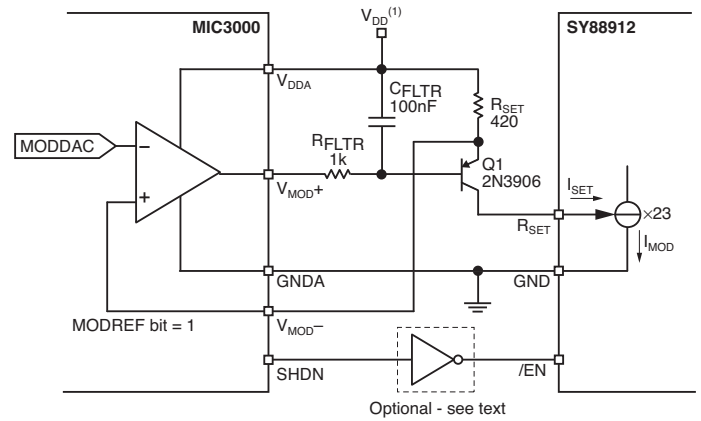 MIC3000
V_DD(1)
SY88912
V_DDA
C_FLTR
100nF
R_SET
420
MODDAC
−
+
R_FLTR
1k
V_MOD+
Q1
2N3906
I_SET
×23
R_SET
I_MOD
GNDA
GND
MODREF bit = 1
V_MOD−
SHDN
/EN
Optional - see text